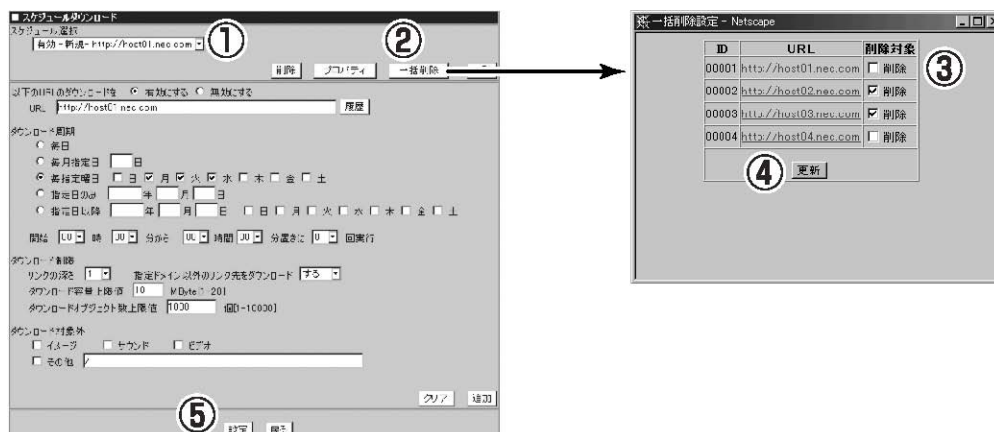 ■ スケジュールダウンロード
スケジュール選択
有効 - 新規 - http://host01.nec.com
①
②
削除 プロパティ 一括削除
以下のURLのダウンロードを 有効にする 無効にする
URL http://host01.nec.com 履歴
ダウンロード周期
毎日
毎月指定日 日
毎指定曜日 日 月 火 水 木 金 土
指定日のみ 年 月 日
指定日以降 年 月 日 日 月 火 水 木 金 土
開始 00 時 00 分から 00 時間 00 分置きに 0 回実行
ダウンロード制限
リンクの深さ 1 指定ドメイン以外のリンク先をダウンロード する
ダウンロード容量上限値 10 MByte[1-20]
ダウンロードオブジェクト数上限値 1000 個[1-10000]
ダウンロード対象外
イメージ サウンド ビデオ
その他 /
クリア 追加
⑤
設定 戻る
一括削除設定 - Netscape
ID URL 削除対象
00001 http://host01.nec.com 削除
③
00002 http://host02.nec.com 削除
00003 http://host03.nec.com 削除
00004 http://host04.nec.com 削除
④ 更新